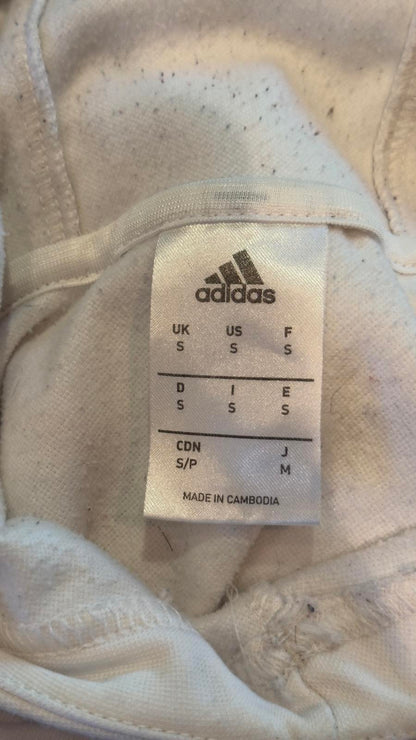 adidas
UK US F
S S S
D I E
S S S
CDN J
S/P M
MADE IN CAMBODIA